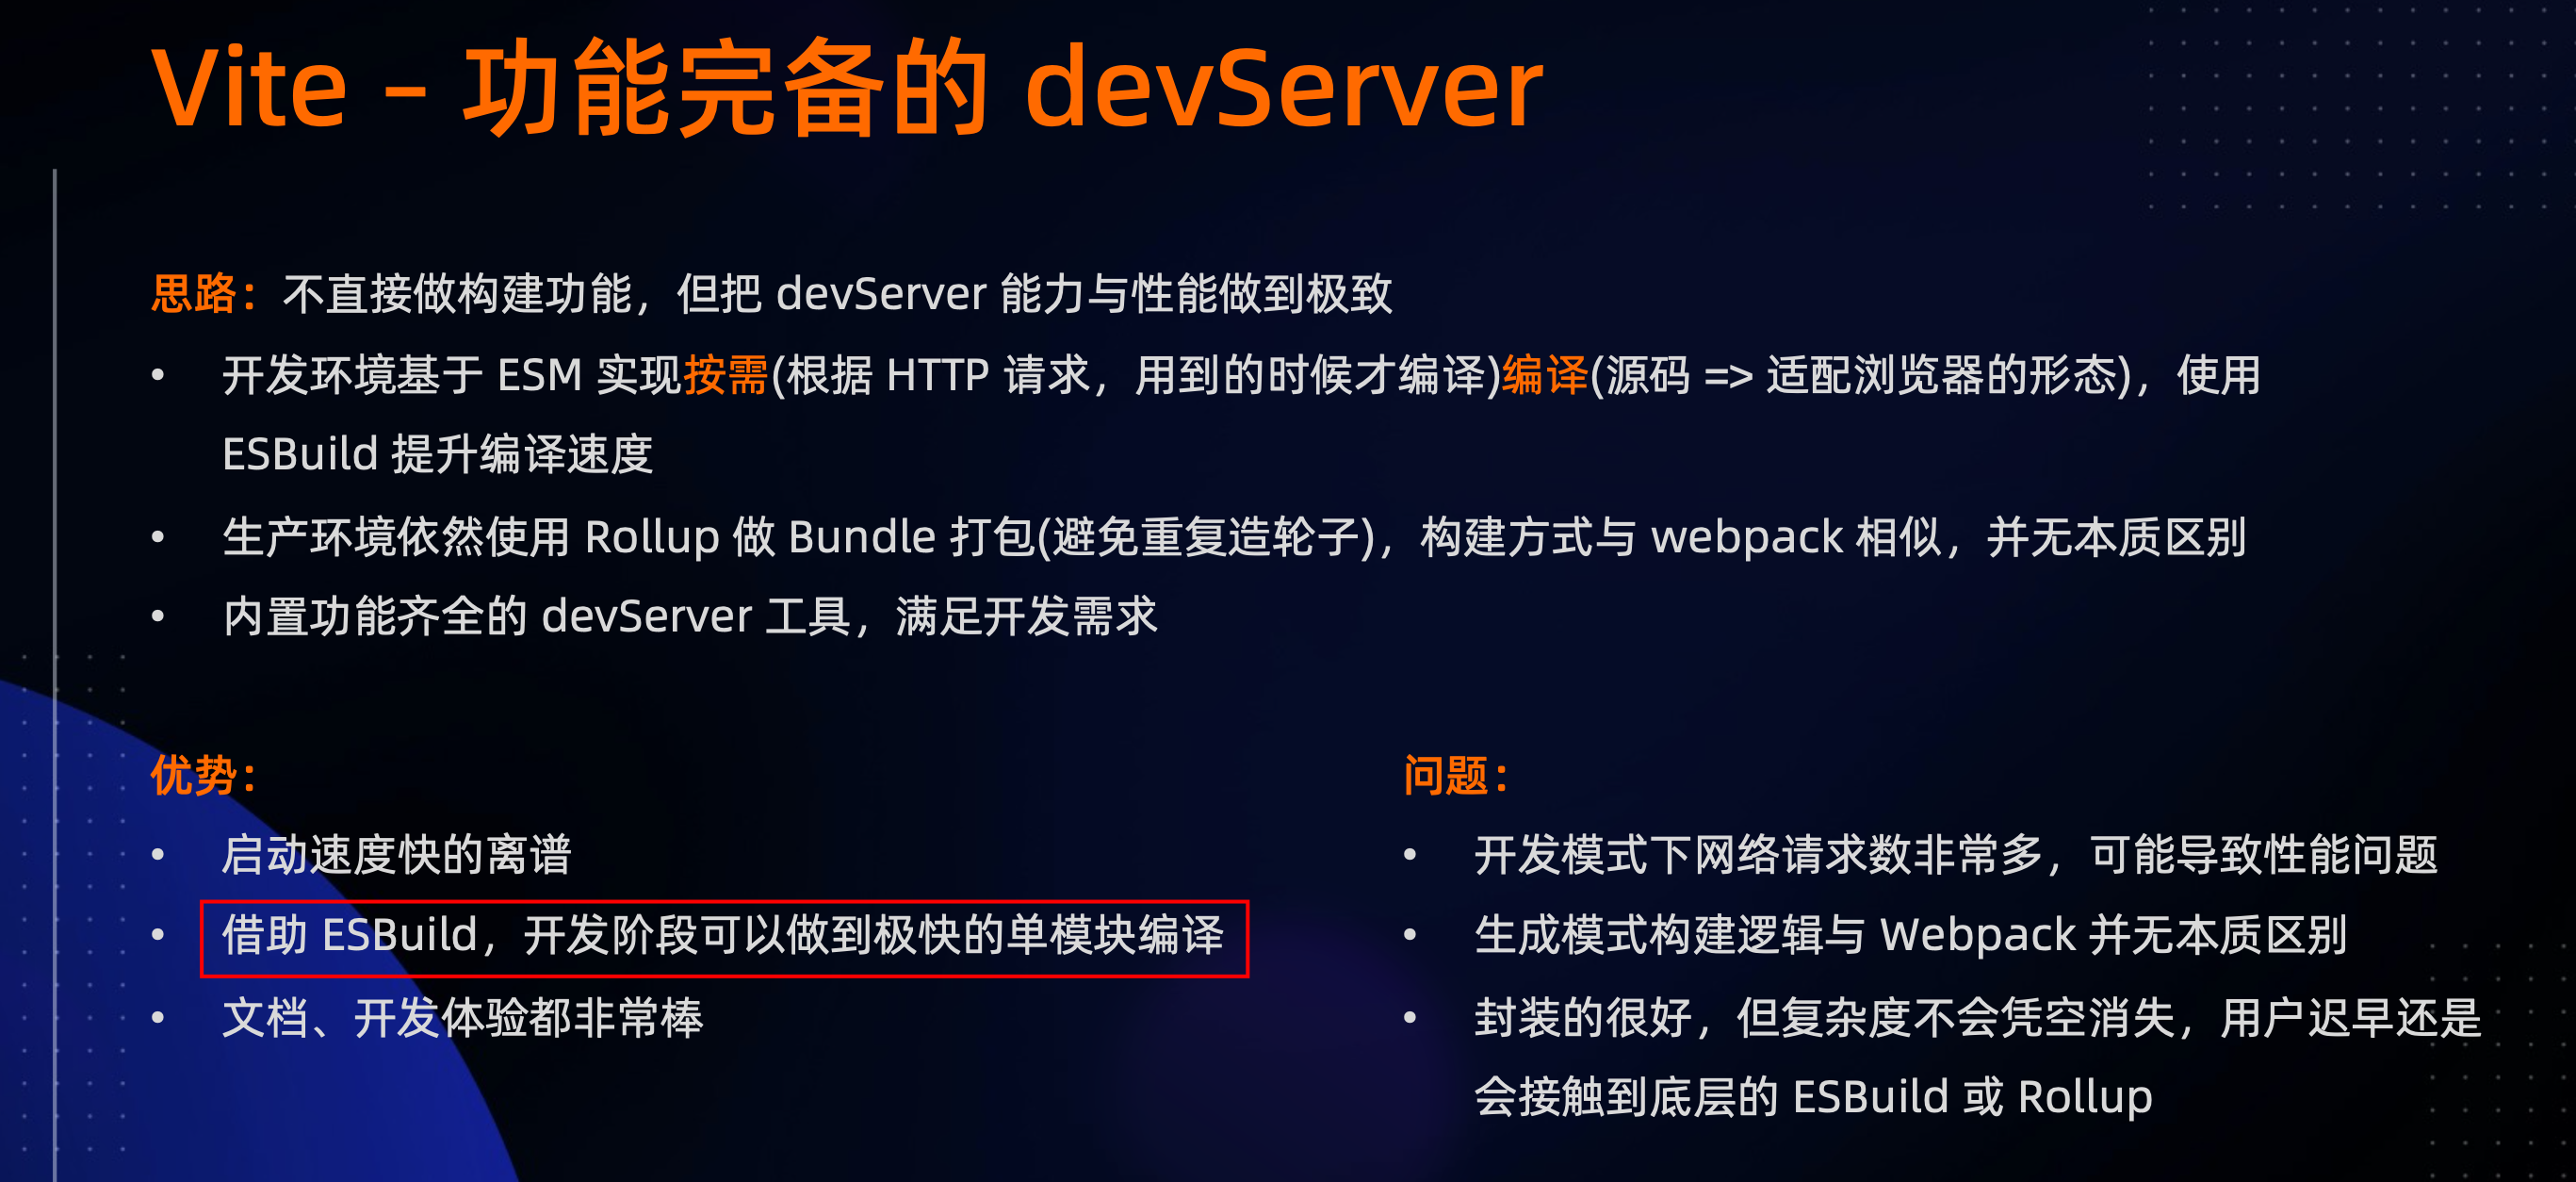 Vite – 功能完备的 devServer
思路：不直接做构建功能，但把 devServer 能力与性能做到极致
• 开发环境基于 ESM 实现按需(根据 HTTP 请求，用到的时候才编译)编译(源码 => 适配浏览器的形态)，使用
ESBuild 提升编译速度
• 生产环境依然使用 Rollup 做 Bundle 打包(避免重复造轮子)，构建方式与 webpack 相似，并无本质区别
• 内置功能齐全的 devServer 工具，满足开发需求
优势：
• 启动速度快的离谱
• 借助 ESBuild，开发阶段可以做到极快的单模块编译
• 文档、开发体验都非常棒
问题：
• 开发模式下网络请求数非常多，可能导致性能问题
• 生成模式构建逻辑与 Webpack 并无本质区别
• 封装的很好，但复杂度不会凭空消失，用户迟早还是
会接触到底层的 ESBuild 或 Rollup